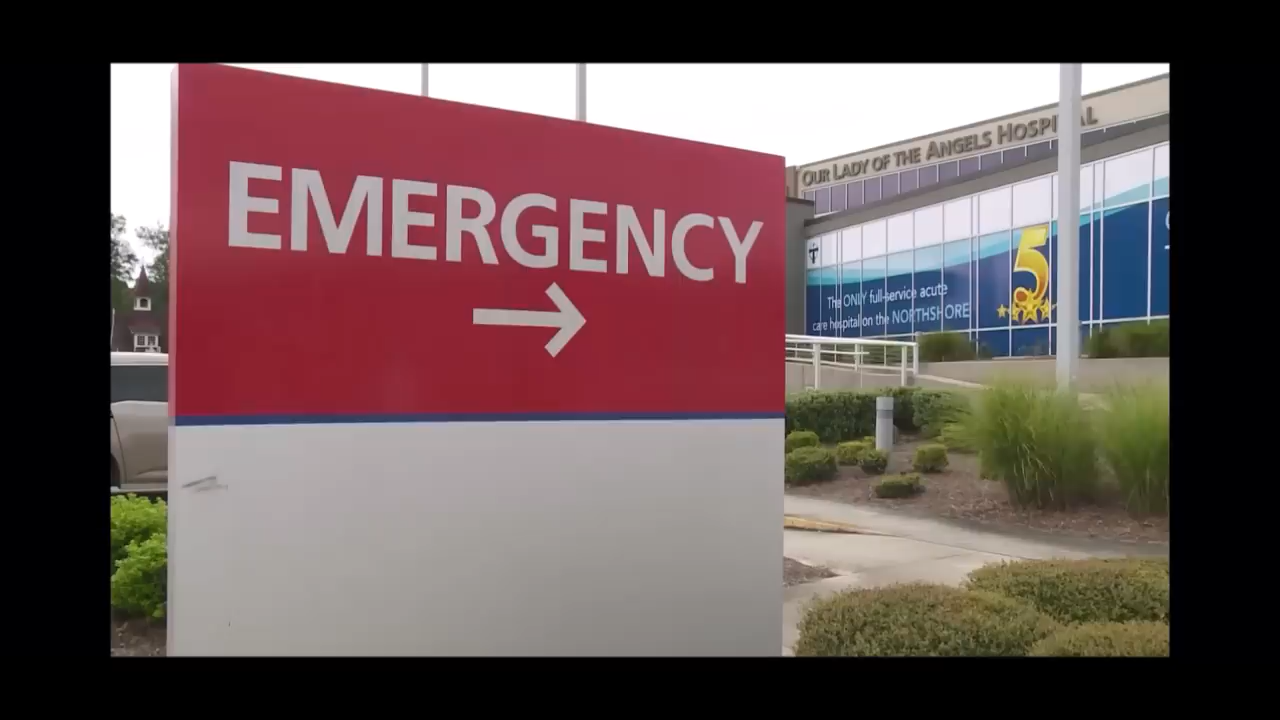 EMERGENCY
OUR LADY OF THE ANGELS HOSPITAL
The ONLY full-service acute
care hospital on the NORTHSHORE
5